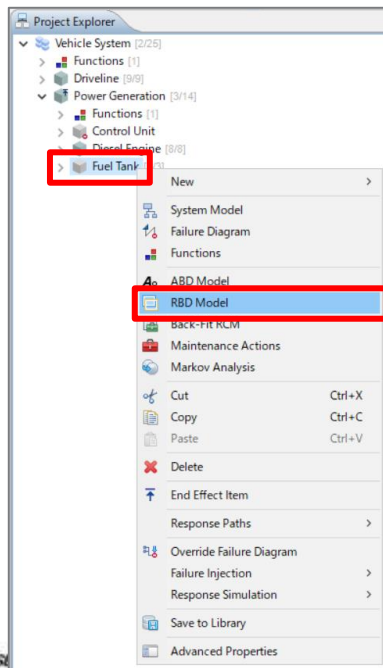 Project Explorer
Vehicle System [2/25]
Functions [1]
Driveline [9/9]
Power Generation [3/14]
Functions [1]
Control Unit
Diesel Engine [8/8]
Fuel Tank
New
System Model
Failure Diagram
Functions
ABD Model
RBD Model
Back-Fit RCM
Maintenance Actions
Markov Analysis
Cut Ctrl+X
Copy Ctrl+C
Paste Ctrl+V
Delete
End Effect Item
Response Paths
Override Failure Diagram
Failure Injection
Response Simulation
Save to Library
Advanced Properties